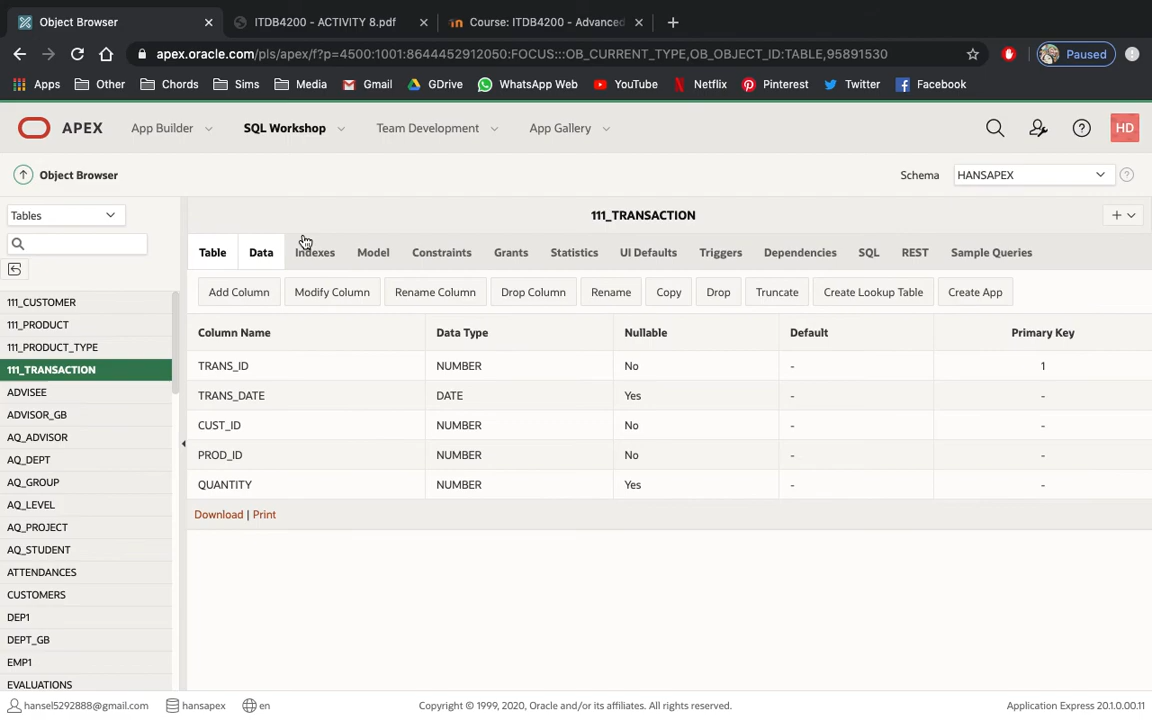 Object Browser
ITDB4200 - ACTIVITY 8.pdf
Course: ITDB4200 - Advanced
apex.oracle.com/pls/apex/f?p=4500:1001:8644452912050:FOCUS:::OB_CURRENT_TYPE,OB_OBJECT_ID:TABLE,95891530
Paused
Apps Other Chords Sims Media Gmail GDrive WhatsApp Web YouTube Netflix Pinterest Twitter Facebook
APEX App Builder SQL Workshop Team Development App Gallery HD
Object Browser Schema HANSAPEX
Tables
111_TRANSACTION
Table Data Indexes Model Constraints Grants Statistics UI Defaults Triggers Dependencies SQL REST Sample Queries
Add Column Modify Column Rename Column Drop Column Rename Copy Drop Truncate Create Lookup Table Create App
111_CUSTOMER
111_PRODUCT
111_PRODUCT_TYPE
111_TRANSACTION
ADVISEE
ADVISOR_GB
AQ_ADVISOR
AQ_DEPT
AQ_GROUP
AQ_LEVEL
AQ_PROJECT
AQ_STUDENT
ATTENDANCES
CUSTOMERS
DEP1
DEPT_GB
EMP1
EVALUATIONS
Column Name Data Type Nullable Default Primary Key
TRANS_ID NUMBER No - 1
TRANS_DATE DATE Yes - -
CUST_ID NUMBER No - -
PROD_ID NUMBER No - -
QUANTITY NUMBER Yes - -
Download | Print
hansel5292888@gmail.com hansapex en Copyright © 1999, 2020, Oracle and/or its affiliates. All rights reserved. Application Express 20.1.0.00.11